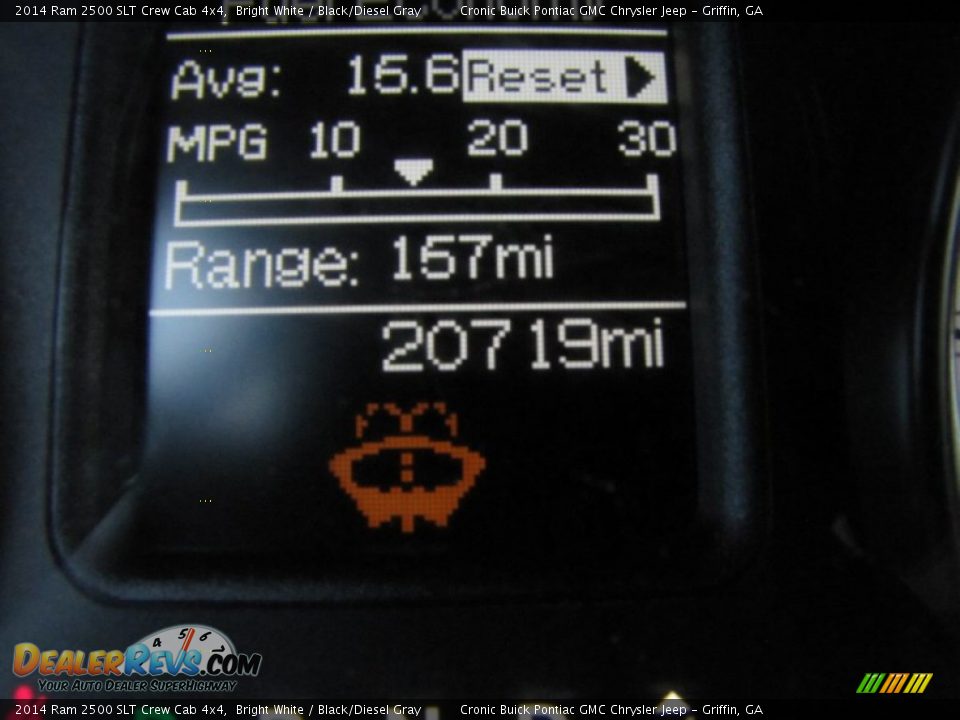 2014 Ram 2500 SLT Crew Cab 4x4, Bright White / Black/Diesel Gray Cronic Buick Pontiac GMC Chrysler Jeep - Griffin, GA
Avg: 15.6 Reset
MPG 10 20 30
Range: 157mi
20719mi
4 5 6
DealerRevs.com
Your Auto Dealer SuperHighway
2014 Ram 2500 SLT Crew Cab 4x4, Bright White / Black/Diesel Gray Cronic Buick Pontiac GMC Chrysler Jeep - Griffin, GA